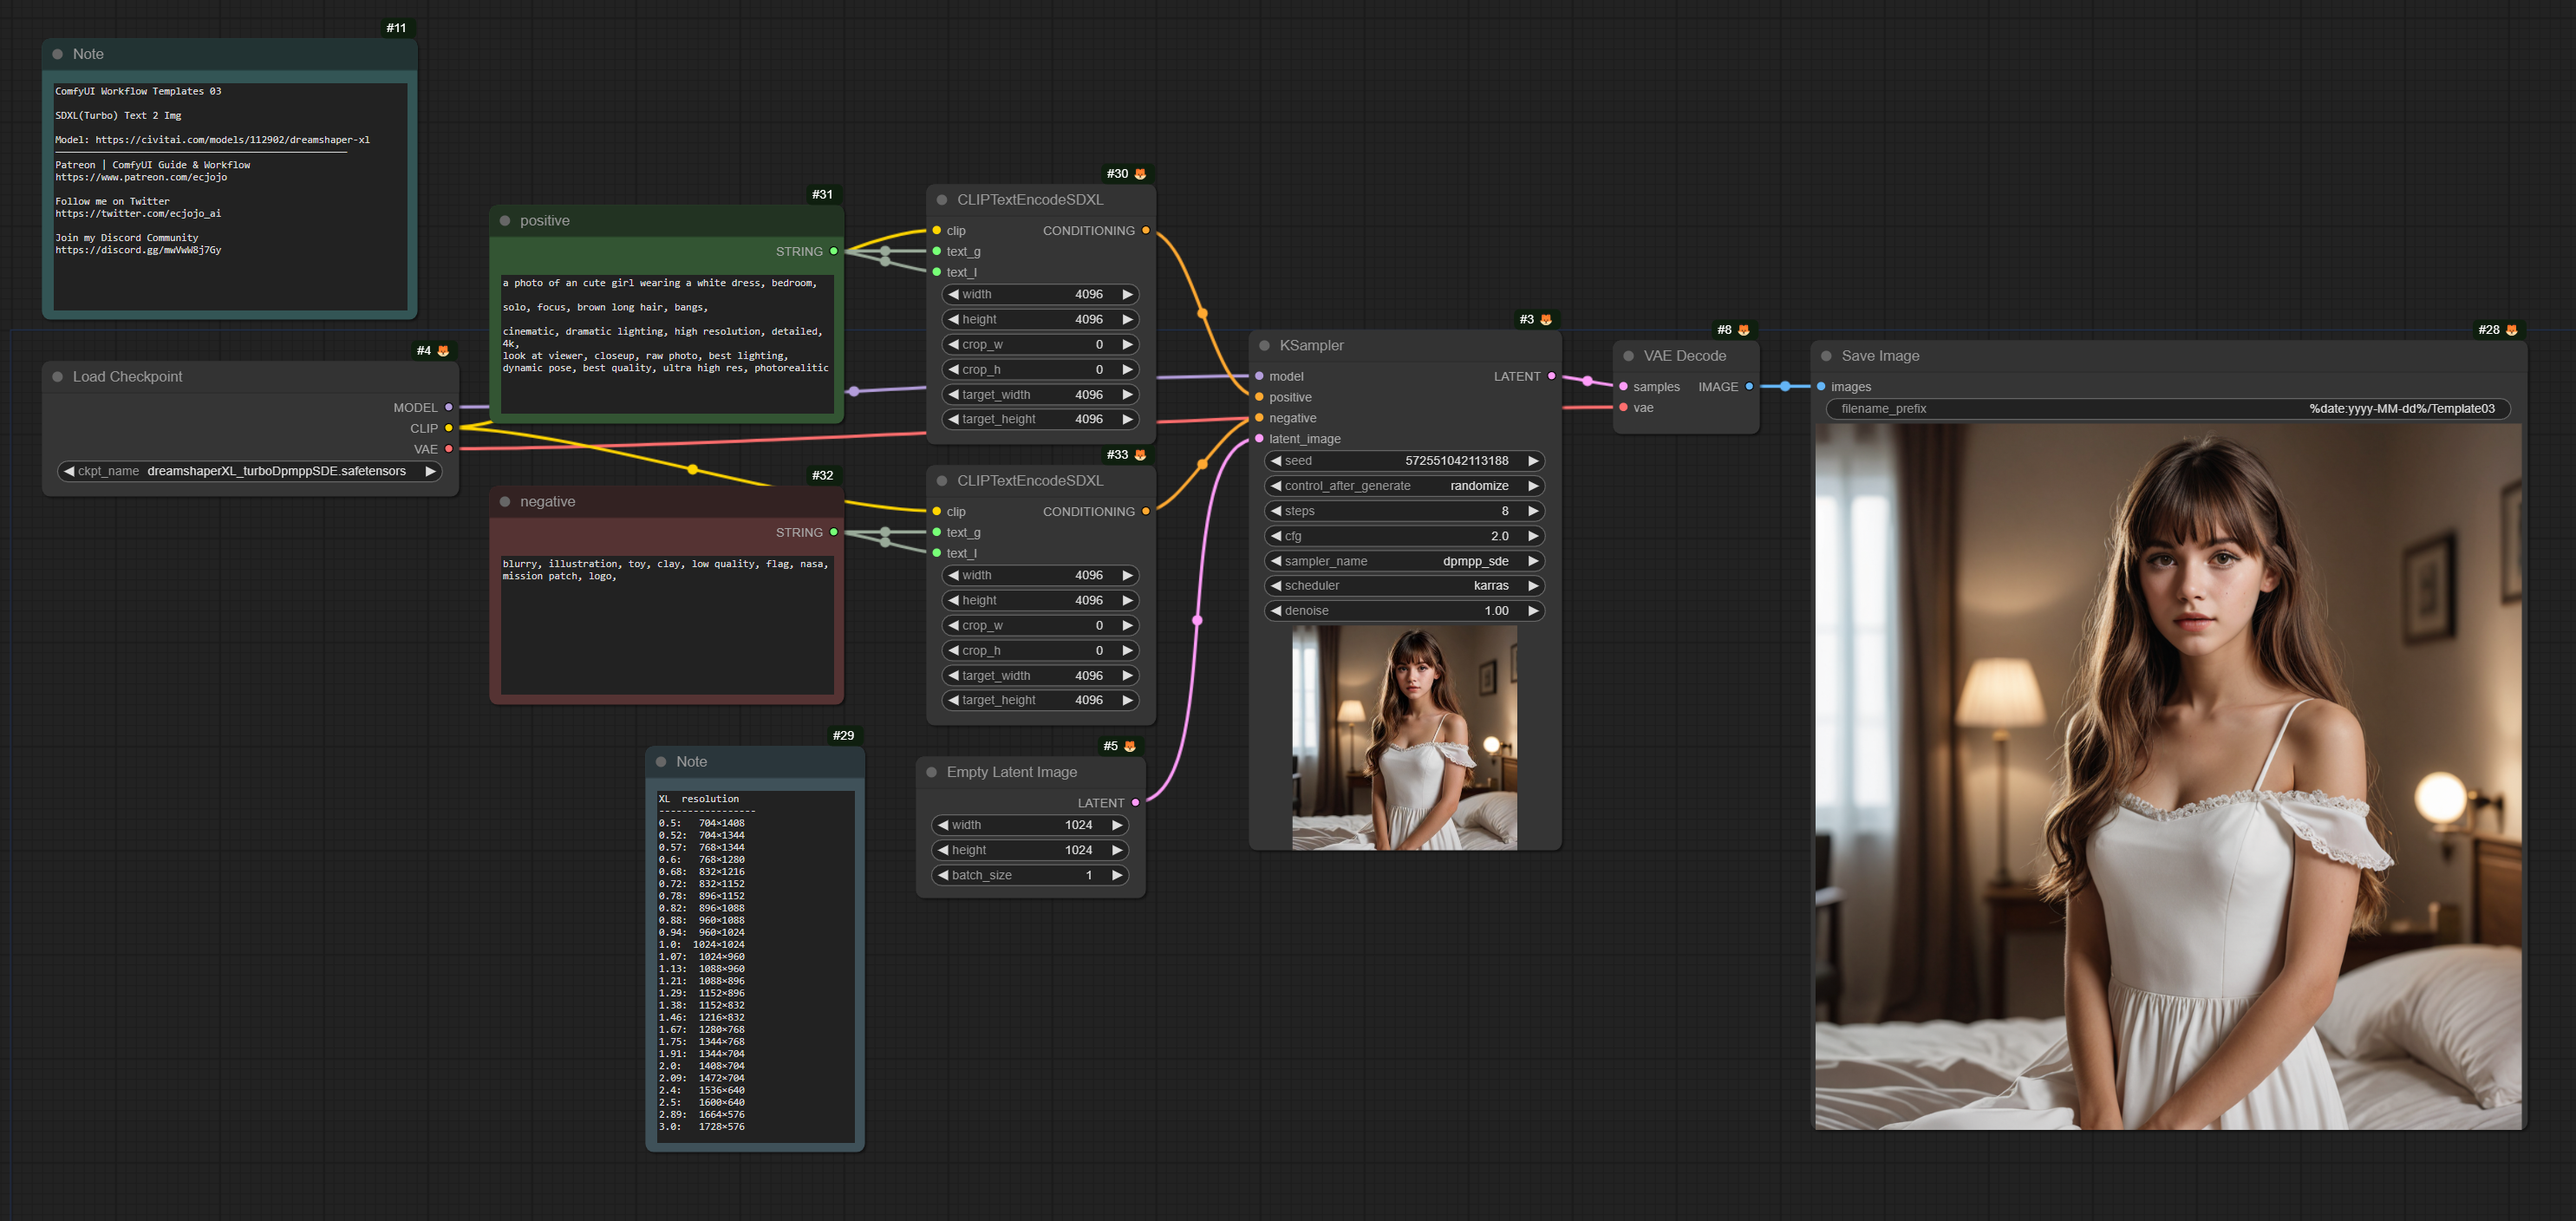 #11
Note
ComfyUI Workflow Templates 03
SDXL(Turbo) Text 2 Img
Model: https://civitai.com/models/112902/dreamshaper-xl
Patreon | ComfyUI Guide & Workflow
https://www.patreon.com/ecjojo
Follow me on Twitter
https://twitter.com/ecjojo_ai
Join my Discord Community
https://discord.gg/mwVwW8j7Gy
#4
Load Checkpoint
MODEL
CLIP
VAE
ckpt_name dreamshaperXL_turboDpmppSDE.safetensors
#31
positive
STRING
a photo of an cute girl wearing a white dress, bedroom,
solo, focus, brown long hair, bangs,
cinematic, dramatic lighting, high resolution, detailed,
4k,
look at viewer, closeup, raw photo, best lighting,
dynamic pose, best quality, ultra high res, photorealitic
#32
negative
STRING
blurry, illustration, toy, clay, low quality, flag, nasa,
mission patch, logo,
#29
Note
XL resolution
-----------------
0.5: 704×1408
0.52: 704×1344
0.57: 768×1344
0.6: 768×1280
0.68: 832×1216
0.72: 832×1152
0.78: 896×1152
0.82: 896×1088
0.88: 960×1088
0.94: 960×1024
1.0: 1024×1024
1.07: 1024×960
1.13: 1088×960
1.21: 1088×896
1.29: 1152×896
1.38: 1152×832
1.46: 1216×832
1.67: 1280×768
1.75: 1344×768
1.91: 1344×704
2.0: 1408×704
2.09: 1472×704
2.4: 1536×640
2.5: 1600×640
2.89: 1664×576
3.0: 1728×576
#30
CLIPTextEncodeSDXL
clip CONDITIONING
text_g
text_l
width 4096
height 4096
crop_w 0
crop_h 0
target_width 4096
target_height 4096
#33
CLIPTextEncodeSDXL
clip CONDITIONING
text_g
text_l
width 4096
height 4096
crop_w 0
crop_h 0
target_width 4096
target_height 4096
#5
Empty Latent Image
LATENT
width 1024
height 1024
batch_size 1
#3
KSampler
model LATENT
positive
negative
latent_image
seed 572551042113188
control_after_generate randomize
steps 8
cfg 2.0
sampler_name dpmpp_sde
scheduler karras
denoise 1.00
#8
VAE Decode
samples IMAGE
vae
#28
Save Image
images
filename_prefix %date:yyyy-MM-dd%/Template03